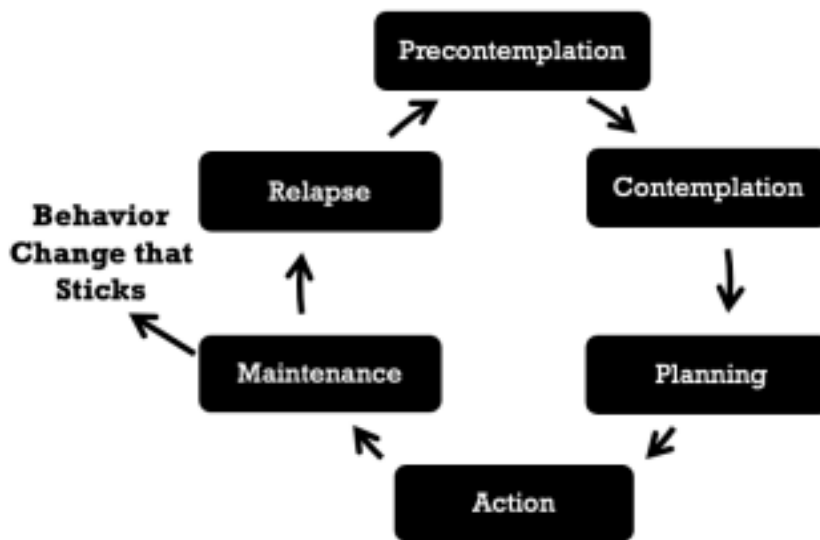 Precontemplation
Contemplation
Planning
Action
Maintenance
Relapse
Behavior
Change that
Sticks